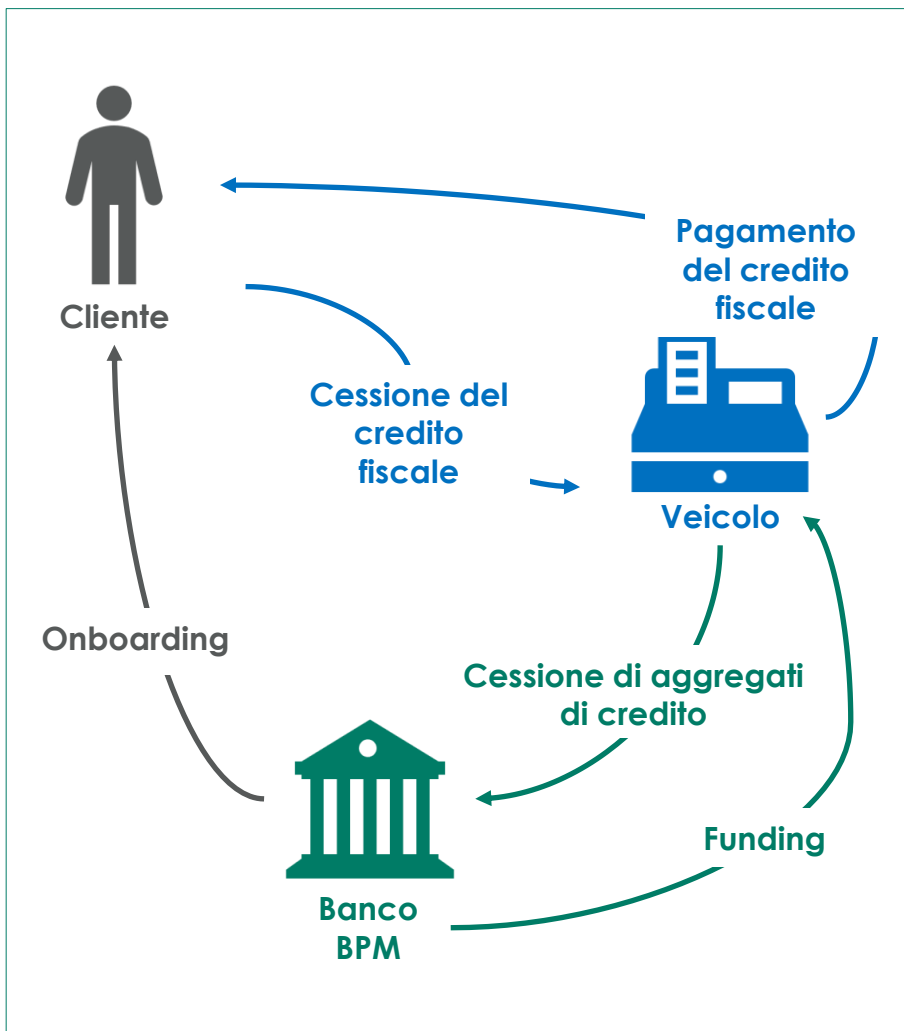 Pagamento
del credito
fiscale
Cliente
Cessione del
credito
fiscale
Veicolo
Onboarding
Cessione di aggregati
di credito
Funding
Banco
BPM